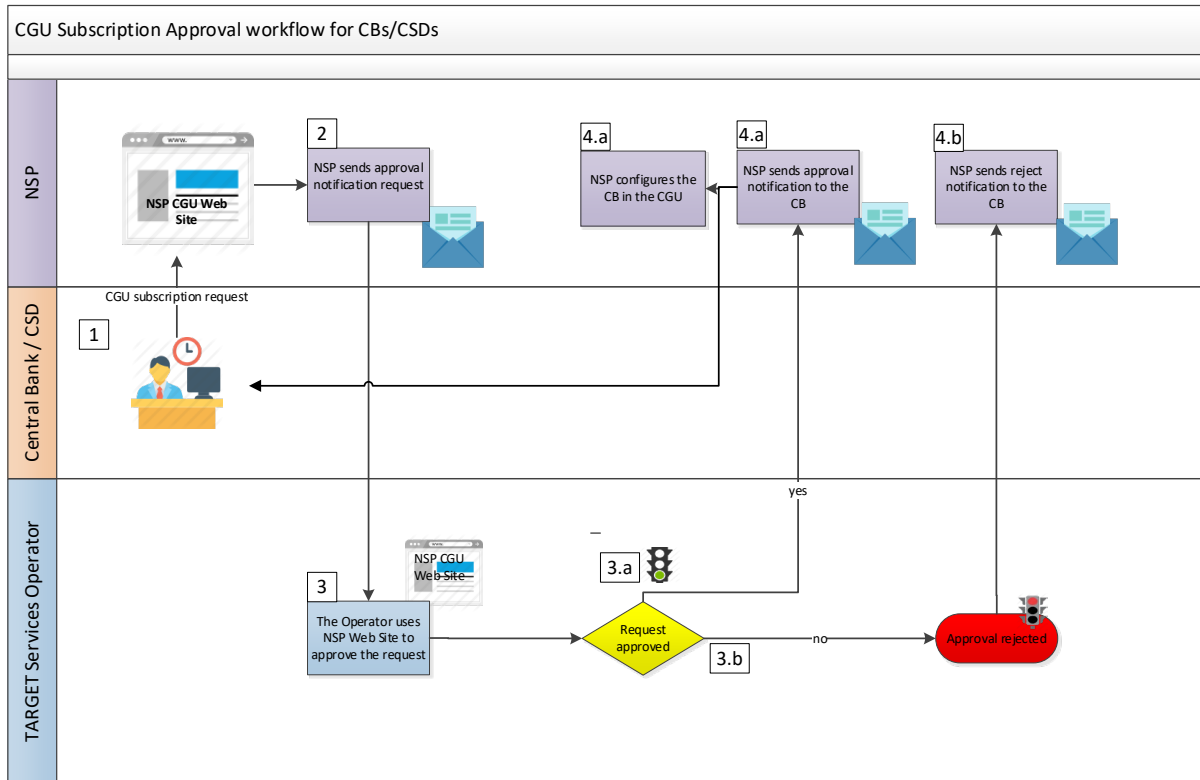 CGU Subscription Approval workflow for CBs/CSDs
NSP
www.
NSP CGU Web
Site
2
NSP sends approval
notification request
4.a
NSP configures the
CB in the CGU
4.a
NSP sends approval
notification to the
CB
4.b
NSP sends reject
notification to the
CB
Central Bank / CSD
CGU subscription request
1
TARGET Services Operator
yes
www.
NSP CGU
Web Site
3
The Operator uses
NSP Web Site to
approve the request
–
3.a
Request
approved
3.b
no
Approval rejected